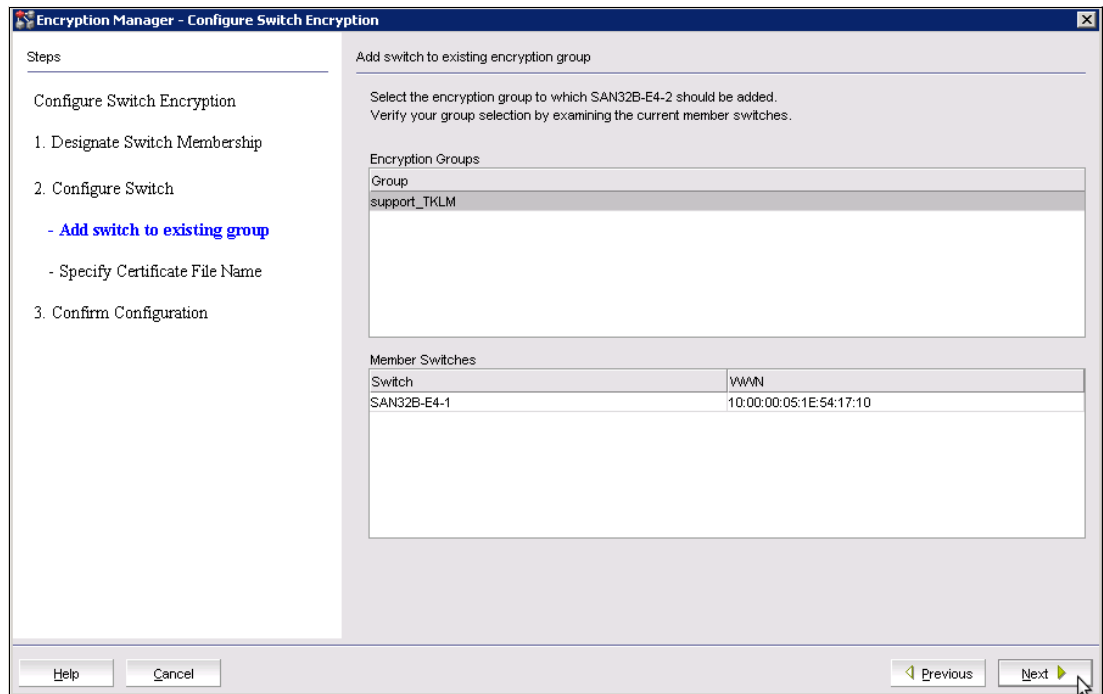 Encryption Manager - Configure Switch Encryption
Steps
Configure Switch Encryption
1. Designate Switch Membership
2. Configure Switch
- Add switch to existing group
- Specify Certificate File Name
3. Confirm Configuration
Add switch to existing encryption group
Select the encryption group to which SAN32B-E4-2 should be added.
Verify your group selection by examining the current member switches.
Encryption Groups
Group
support_TKLM
Member Switches
Switch WWN
SAN32B-E4-1 10:00:00:05:1E:54:17:10
Help Cancel Previous Next